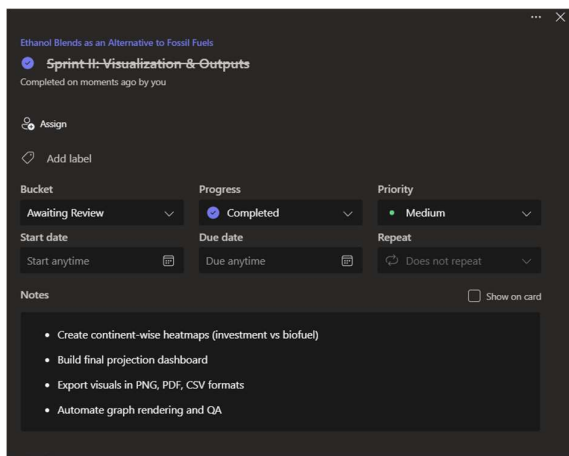 Ethanol Blends as an Alternative to Fossil Fuels
Sprint II: Visualization & Outputs
Completed on moments ago by you
Assign
Add label
Bucket Progress Priority
Awaiting Review Completed Medium
Start date Due date Repeat
Start anytime Due anytime Does not repeat
Notes Show on card
• Create continent-wise heatmaps (investment vs biofuel)
• Build final projection dashboard
• Export visuals in PNG, PDF, CSV formats
• Automate graph rendering and QA